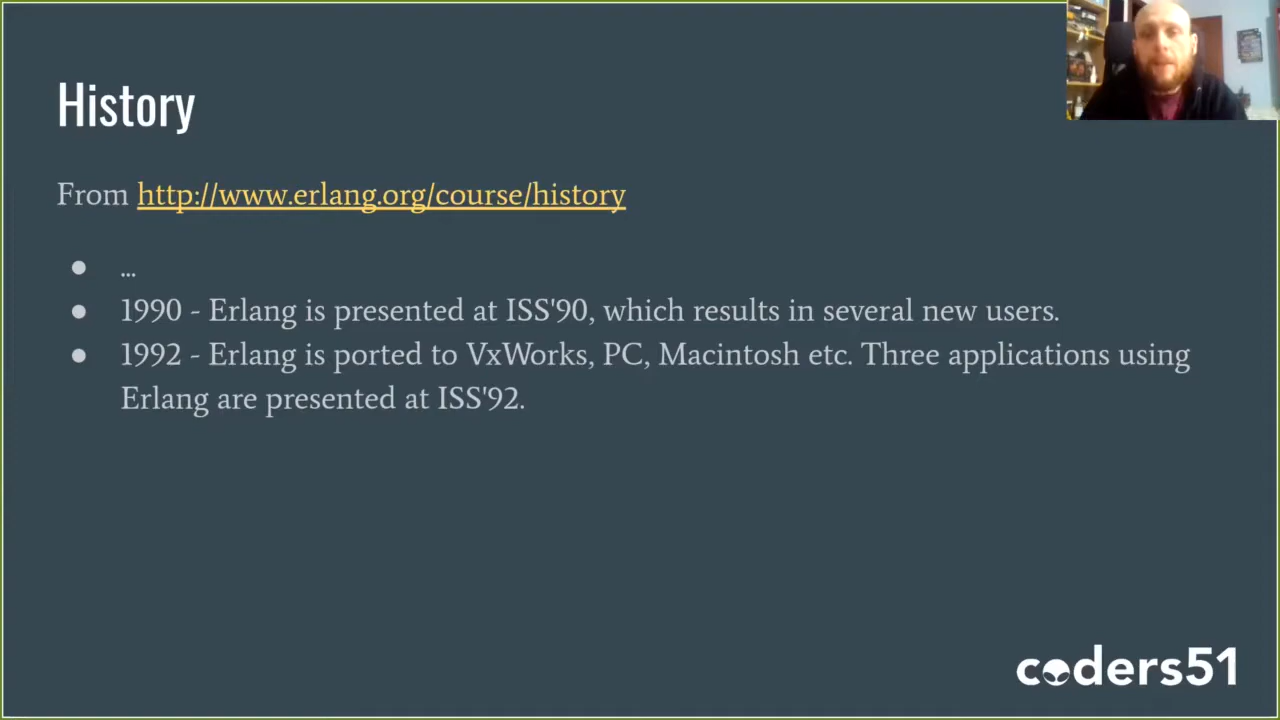 History
From http://www.erlang.org/course/history
● ...
● 1990 - Erlang is presented at ISS'90, which results in several new users.
● 1992 - Erlang is ported to VxWorks, PC, Macintosh etc. Three applications using
Erlang are presented at ISS'92.
coders51